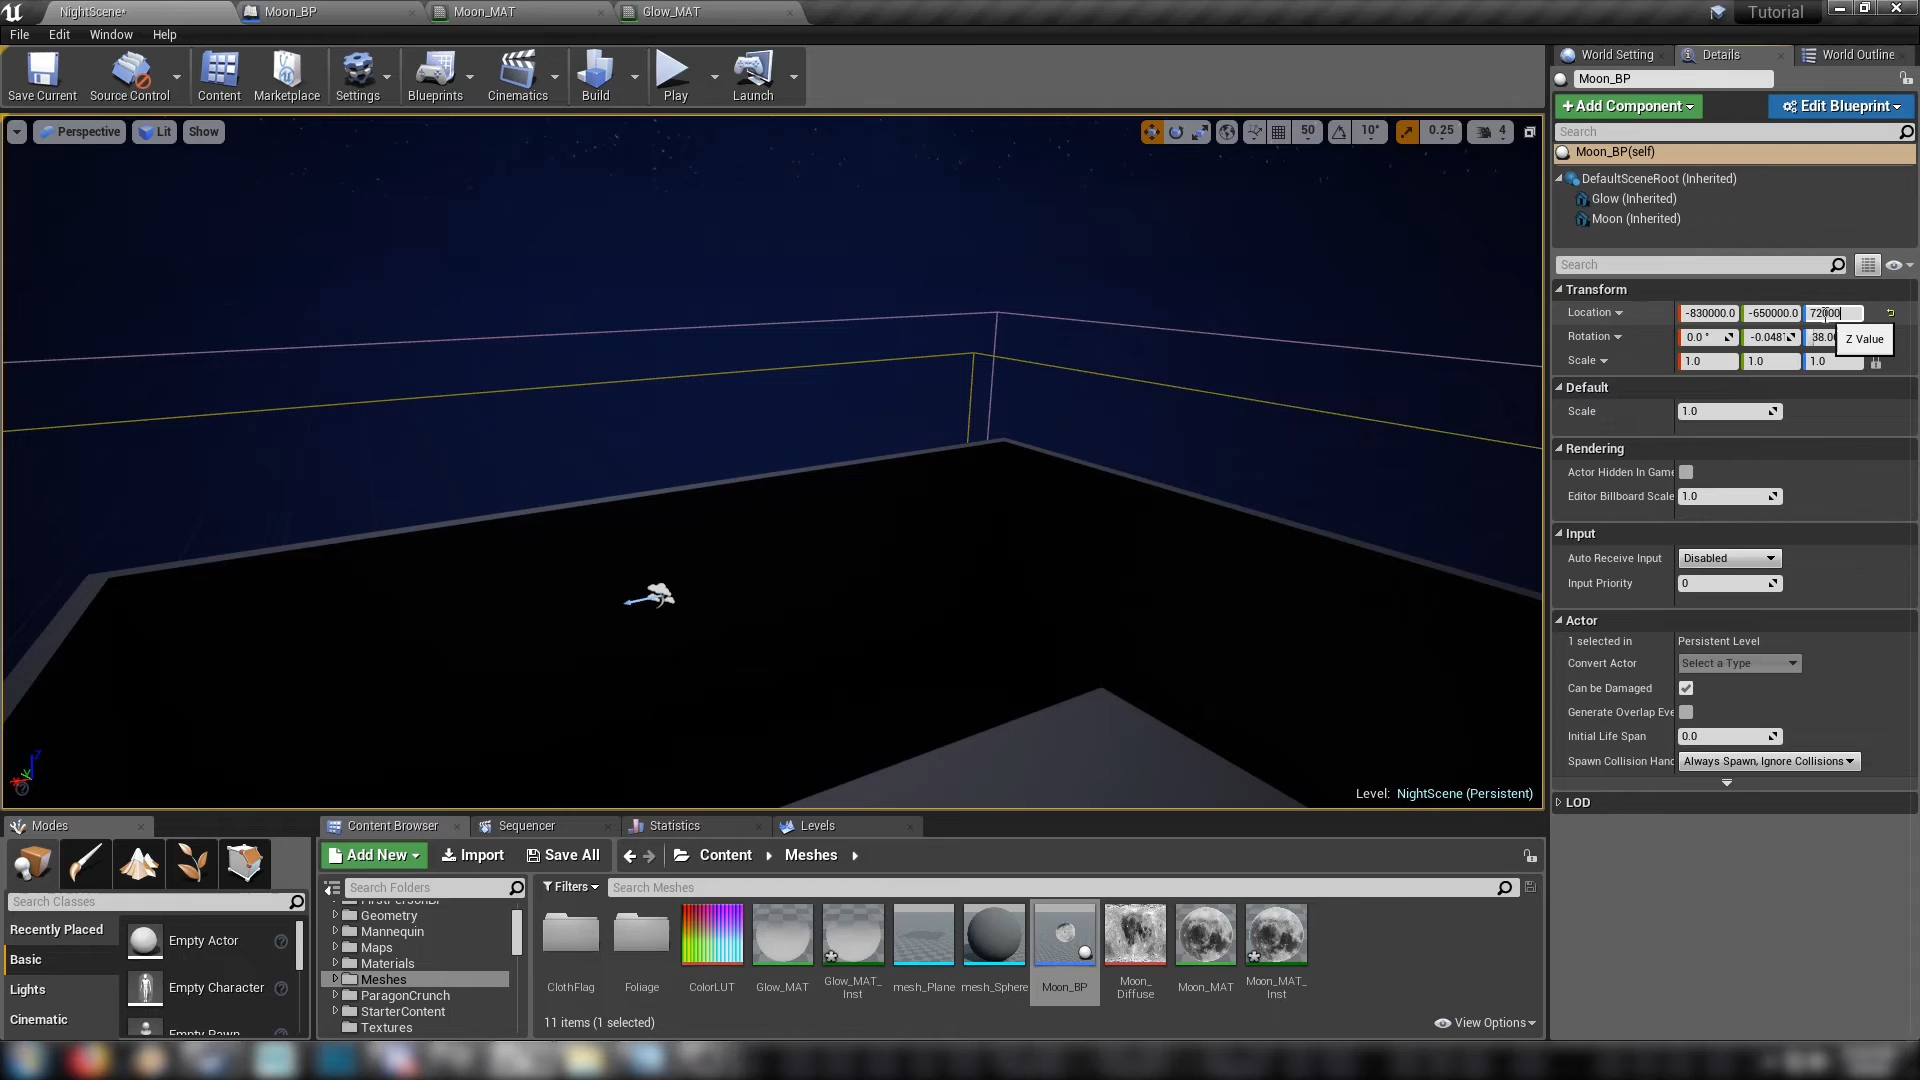 NightScene*
Moon_BP
Moon_MAT
Glow_MAT
Tutorial
File Edit Window Help
Save Current
Source Control
Content
Marketplace
Settings
Blueprints
Cinematics
Build
Play
Launch
World Setting
Details
World Outline
Moon_BP
Add Component
Edit Blueprint
Search
Moon_BP(self)
DefaultSceneRoot (Inherited)
Glow (Inherited)
Moon (Inherited)
Search
Perspective Lit Show
50 10° 0.25 4
Transform
Location -830000.0 -650000.0 72000
Rotation 0.0 °
Z Value
Scale 1.0 1.0 1.0
Default
Scale 1.0
Rendering
Actor Hidden In Game
Editor Billboard Scale 1.0
Input
Auto Receive Input Disabled
Input Priority 0
Actor
1 selected in Persistent Level
Convert Actor Select a Type
Can be Damaged
Generate Overlap Eve
Initial Life Span 0.0
Spawn Collision Hand Always Spawn, Ignore Collisions
LOD
Level: NightScene (Persistent)
Modes
Search Classes
Recently Placed
Basic
Lights
Cinematic
Empty Actor
Empty Character
Empty Pawn
Content Browser Sequencer Statistics Levels
Add New Import Save All Content Meshes
Search Folders
Filters Search Meshes
Geometry
Mannequin
Maps
Materials
Meshes
ParagonCrunch
StarterContent
Textures
ClothFlag
Foliage
ColorLUT
Glow_MAT
Glow_MAT_
Inst
mesh_Plane
mesh_Sphere
Moon_BP
Moon_
Diffuse
Moon_MAT
Moon_MAT_
Inst
11 items (1 selected)
View Options